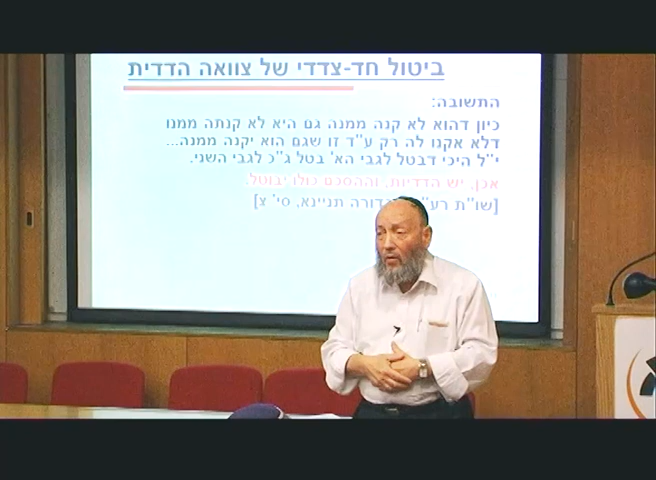 ביטול חד-צדדי של צוואה הדדית
התשובה:
כיון דהוא לא קנה ממנה גם היא לא קנתה ממנו
דלא אקנו לה רק ע"ד זו שגם הוא יקנה ממנה...
י"ל היכי דבטל לגבי הא' בטל ג"כ לגבי השני.
אכן, יש הדדיות, וההסכם כולו יבוטל.
[שו"ת רע"א מהדורה תניינא, סי' צ]